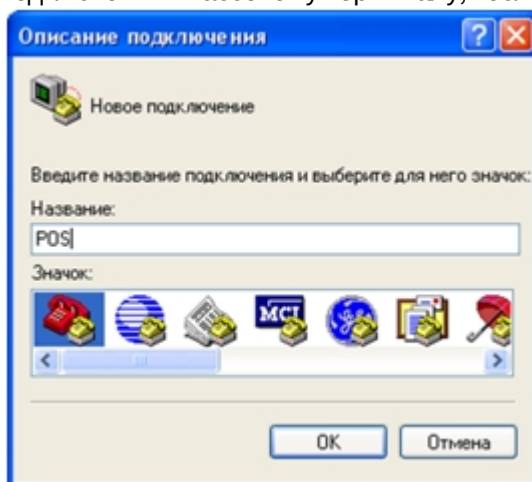 Описание подключения
Новое подключение
Введите название подключения и выберите для него значок:
Название:
POS
Значок:
MCI
OK
Отмена